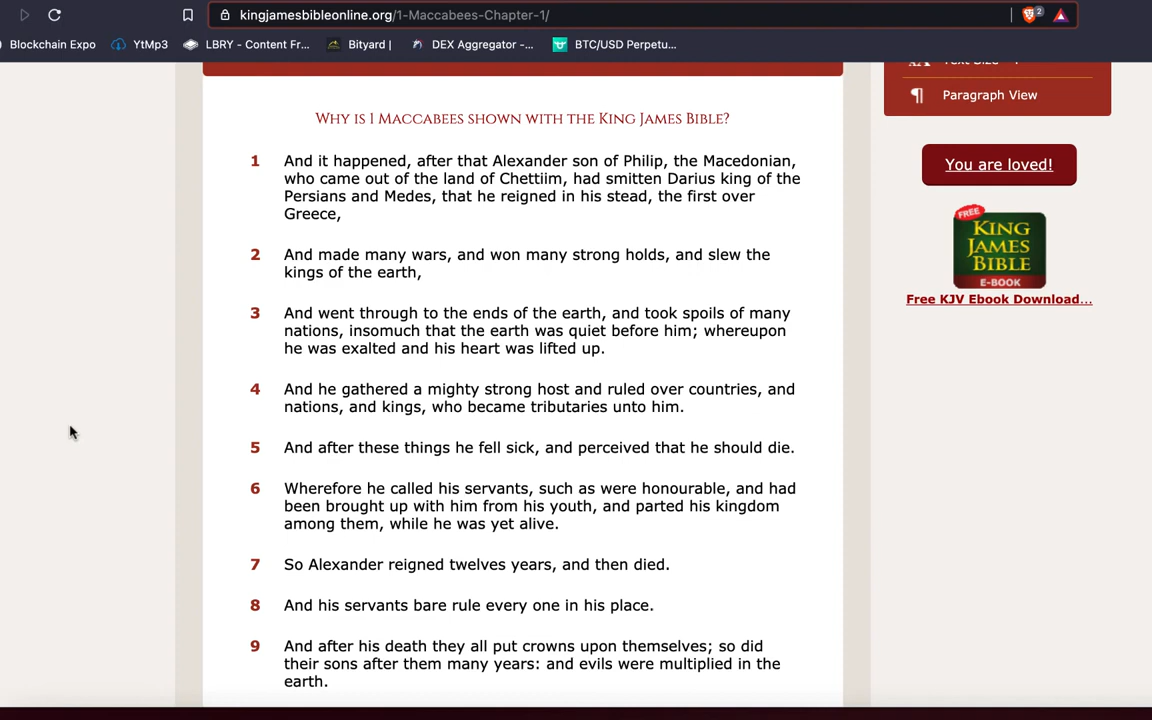 kingjamesbibleonline.org/1-Maccabees-Chapter-1/
2
Blockchain Expo YtMp3 LBRY - Content Fr... Bityard | DEX Aggregator -... BTC/USD Perpetu...
Paragraph View
WHY IS 1 MACCABEES SHOWN WITH THE KING JAMES BIBLE?
1 And it happened, after that Alexander son of Philip, the Macedonian,
who came out of the land of Chettiim, had smitten Darius king of the
Persians and Medes, that he reigned in his stead, the first over
Greece,
2 And made many wars, and won many strong holds, and slew the
kings of the earth,
3 And went through to the ends of the earth, and took spoils of many
nations, insomuch that the earth was quiet before him; whereupon
he was exalted and his heart was lifted up.
4 And he gathered a mighty strong host and ruled over countries, and
nations, and kings, who became tributaries unto him.
5 And after these things he fell sick, and perceived that he should die.
6 Wherefore he called his servants, such as were honourable, and had
been brought up with him from his youth, and parted his kingdom
among them, while he was yet alive.
7 So Alexander reigned twelves years, and then died.
8 And his servants bare rule every one in his place.
9 And after his death they all put crowns upon themselves; so did
their sons after them many years: and evils were multiplied in the
earth.
You are loved!
FREE
KING
JAMES
BIBLE
E-BOOK
Free KJV Ebook Download...